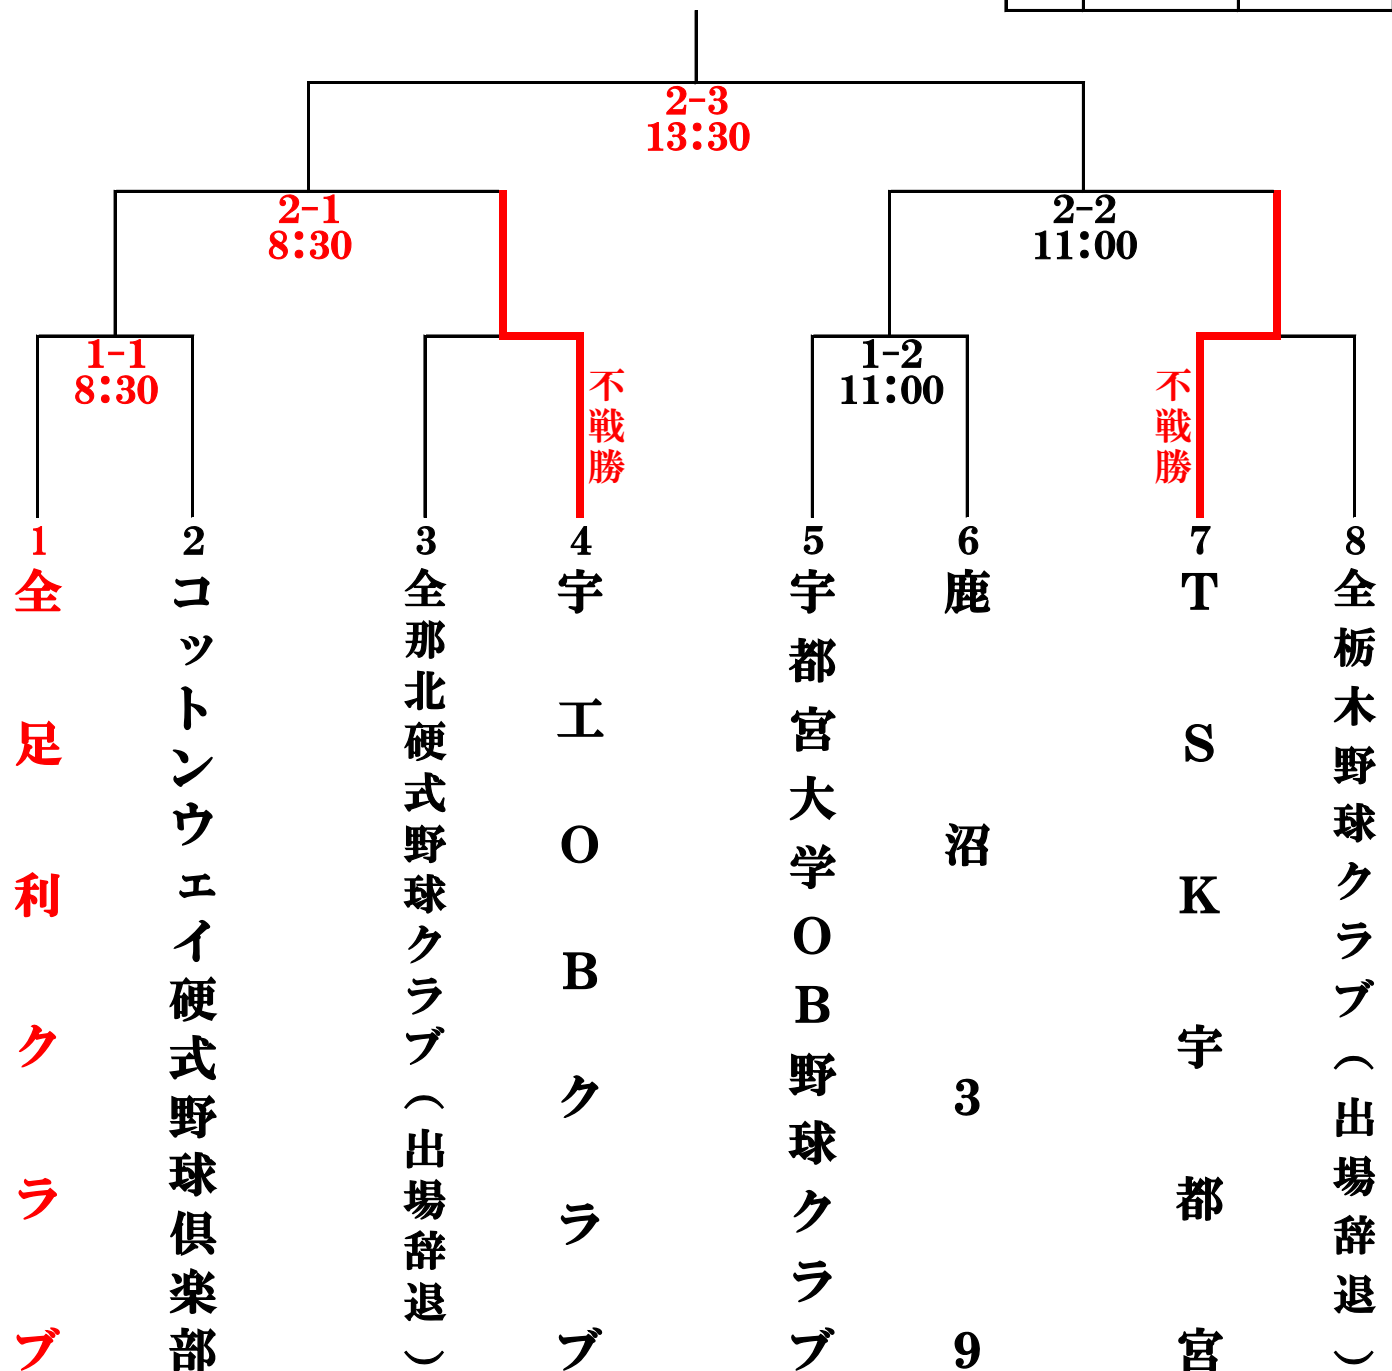 2-3
13:30
2-1
8:30
2-2
11:00
1-1
8:30
1-2
11:00
不戦勝
不戦勝
1
全足利クラブ
2
コットンウェイ硬式野球倶楽部
3
全那北硬式野球クラブ（出場辞退）
4
宇工OBクラブ
5
宇都宮大学OB野球クラブ
6
鹿沼39
7
TSK宇都宮
8
全栃木野球クラブ（出場辞退）